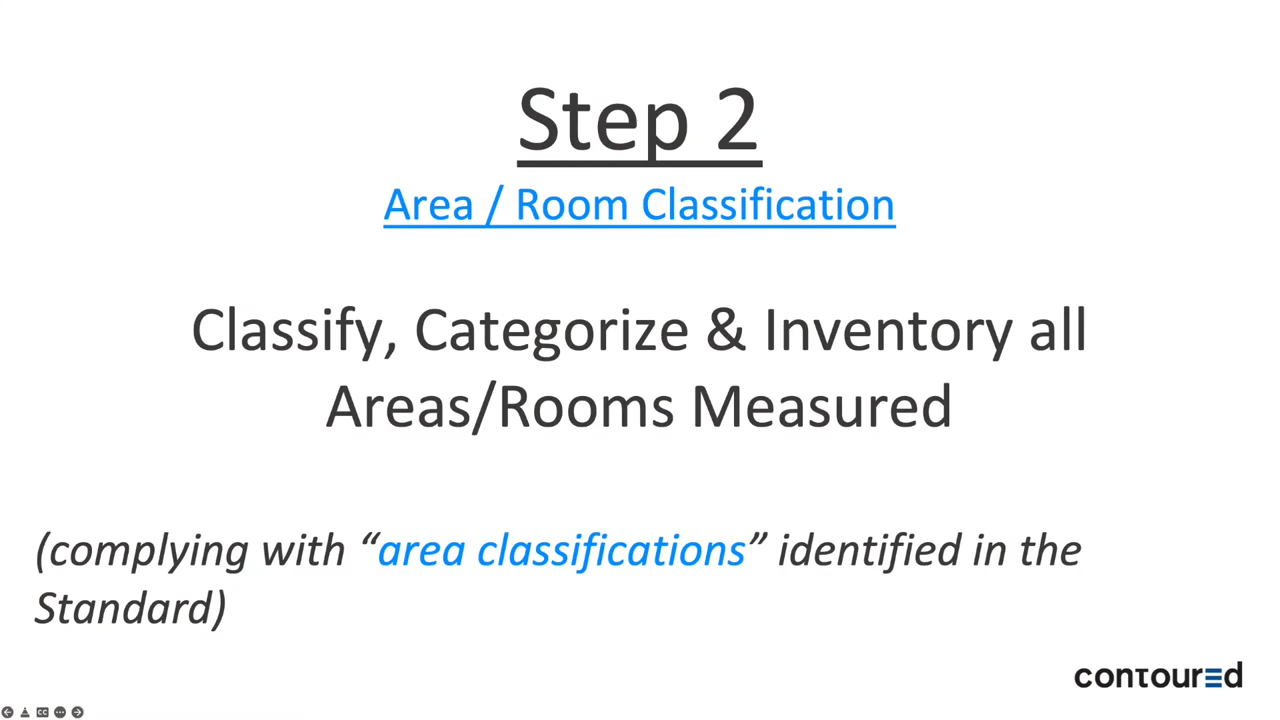 Step 2
Area / Room Classification
Classify, Categorize & Inventory all
Areas/Rooms Measured
(complying with “area classifications” identified in the
Standard)
contoured
CC